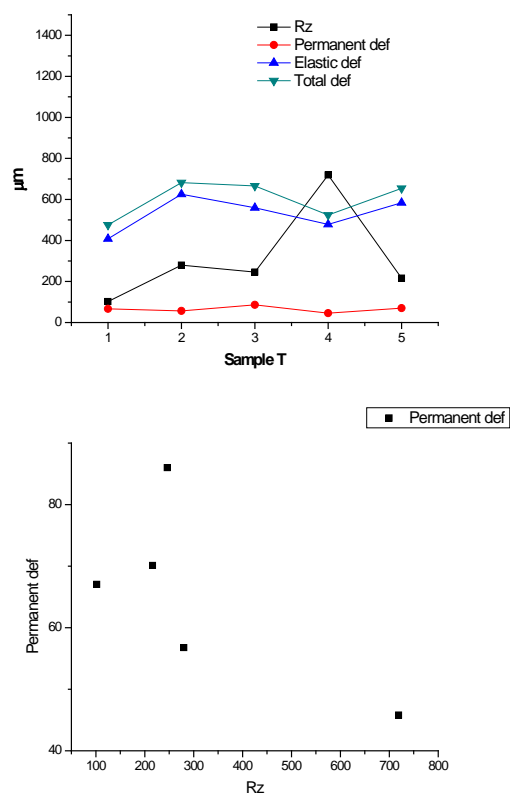 Rz
Permanent def
Elastic def
Total def
1400
1200
1000
800
600
400
200
0
µm
1 2 3 4 5
Sample T
Permanent def
80
60
40
Permanent def
100 200 300 400 500 600 700 800
Rz